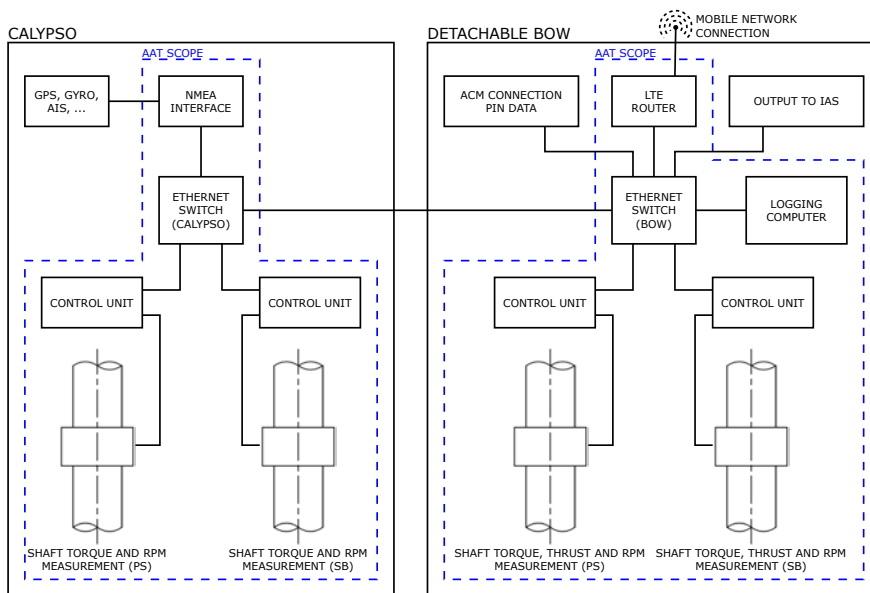 CALYPSO
AAT SCOPE
GPS, GYRO,
AIS, ...
NMEA
INTERFACE
ETHERNET
SWITCH
(CALYPSO)
CONTROL UNIT
CONTROL UNIT
SHAFT TORQUE AND RPM
MEASUREMENT (PS)
SHAFT TORQUE AND RPM
MEASUREMENT (SB)
DETACHABLE BOW
MOBILE NETWORK
CONNECTION
AAT SCOPE
ACM CONNECTION
PIN DATA
LTE
ROUTER
OUTPUT TO IAS
ETHERNET
SWITCH
(BOW)
LOGGING
COMPUTER
CONTROL UNIT
CONTROL UNIT
SHAFT TORQUE, THRUST AND RPM
MEASUREMENT (PS)
SHAFT TORQUE, THRUST AND RPM
MEASUREMENT (SB)